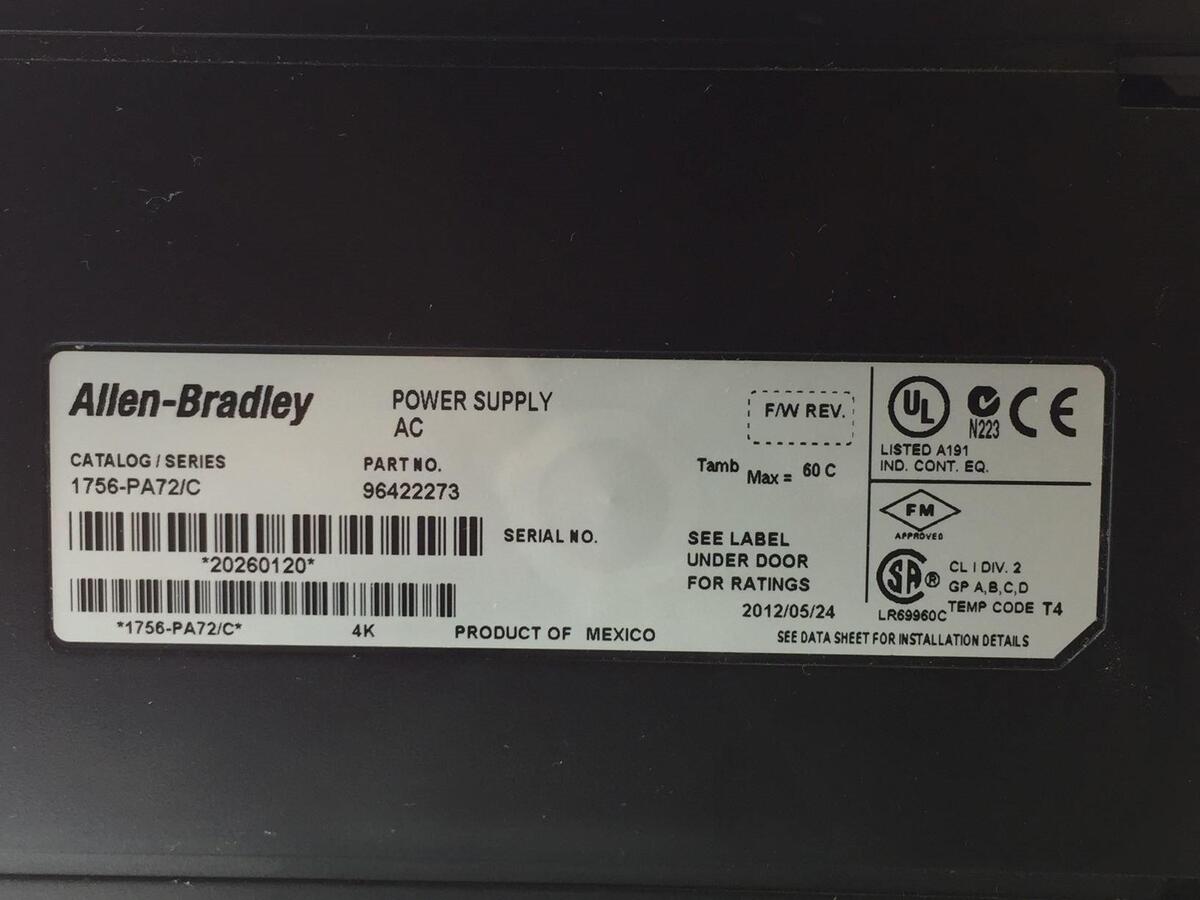 Allen-Bradley
POWER SUPPLY
AC
F/W REV.
CATALOG / SERIES
1756-PA72/C
PART NO.
96422273
Tamb Max = 60 C
*20260120*
SERIAL NO.
SEE LABEL
UNDER DOOR
FOR RATINGS
2012/05/24
*1756-PA72/C*
4K
PRODUCT OF MEXICO
SEE DATA SHEET FOR INSTALLATION DETAILS
UL
N223
CE
LISTED A191
IND. CONT. EQ.
FM
APPROVED
SA®
LR69960C
CL I DIV. 2
GP A,B,C,D
TEMP CODE T4